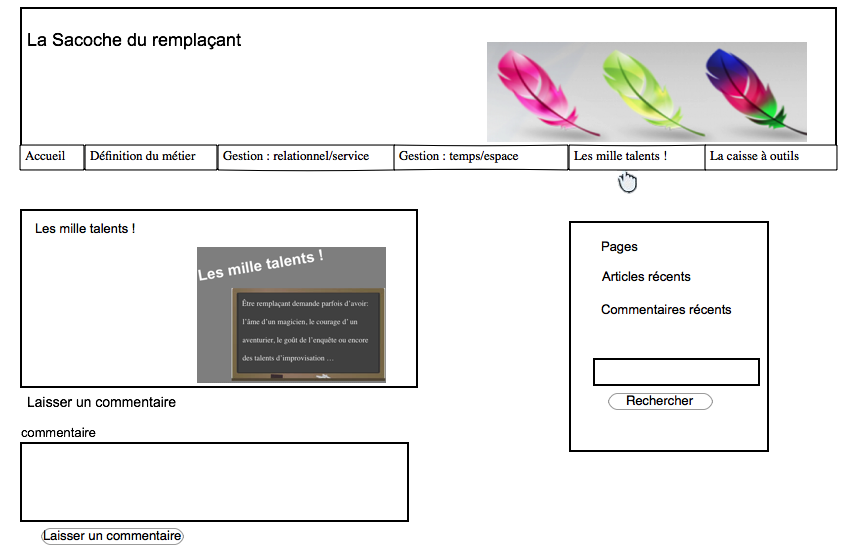 La Sacoche du remplaçant
Accueil
Définition du métier
Gestion : relationnel/service
Gestion : temps/espace
Les mille talents !
La caisse à outils
Les mille talents !
Les mille talents !
Être remplaçant demande parfois d'avoir:
l'âme d'un magicien, le courage d' un
aventurier, le goût de l'enquête ou encore
des talents d'improvisation …
Laisser un commentaire
commentaire
Laisser un commentaire
Pages
Articles récents
Commentaires récents
Rechercher